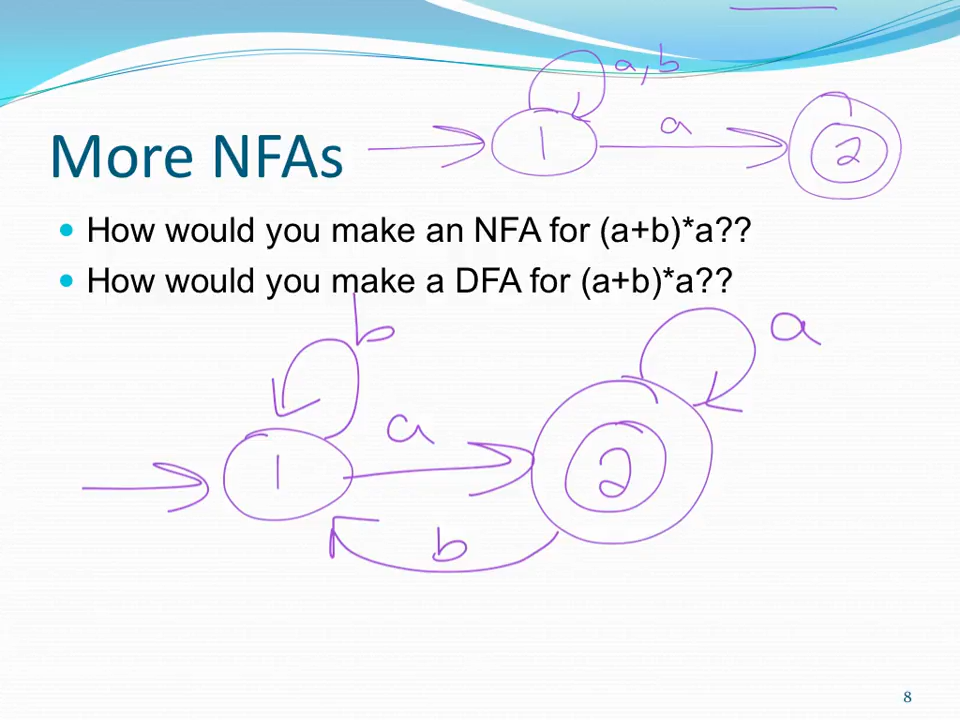 a, b
More NFAs
1
a
2
How would you make an NFA for (a+b)*a??
How would you make a DFA for (a+b)*a??
b
a
a
1
2
b
8